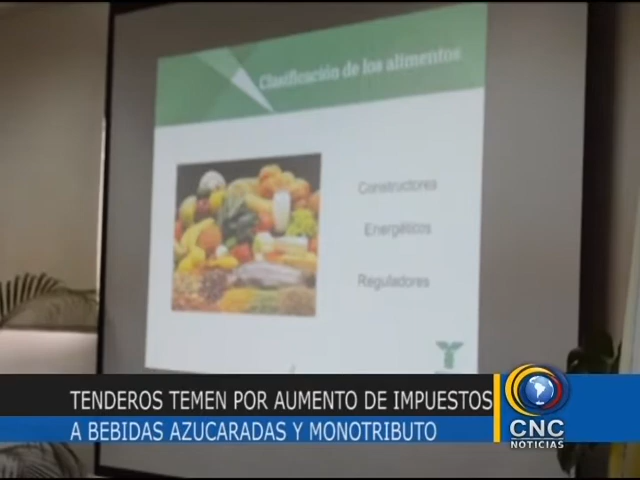 Clasificación de los alimentos
Constructores
Energéticos
Reguladores
TENDEROS TEMEN POR AUMENTO DE IMPUESTOS
A BEBIDAS AZUCARADAS Y MONOTRIBUTO
CNC
NOTICIAS